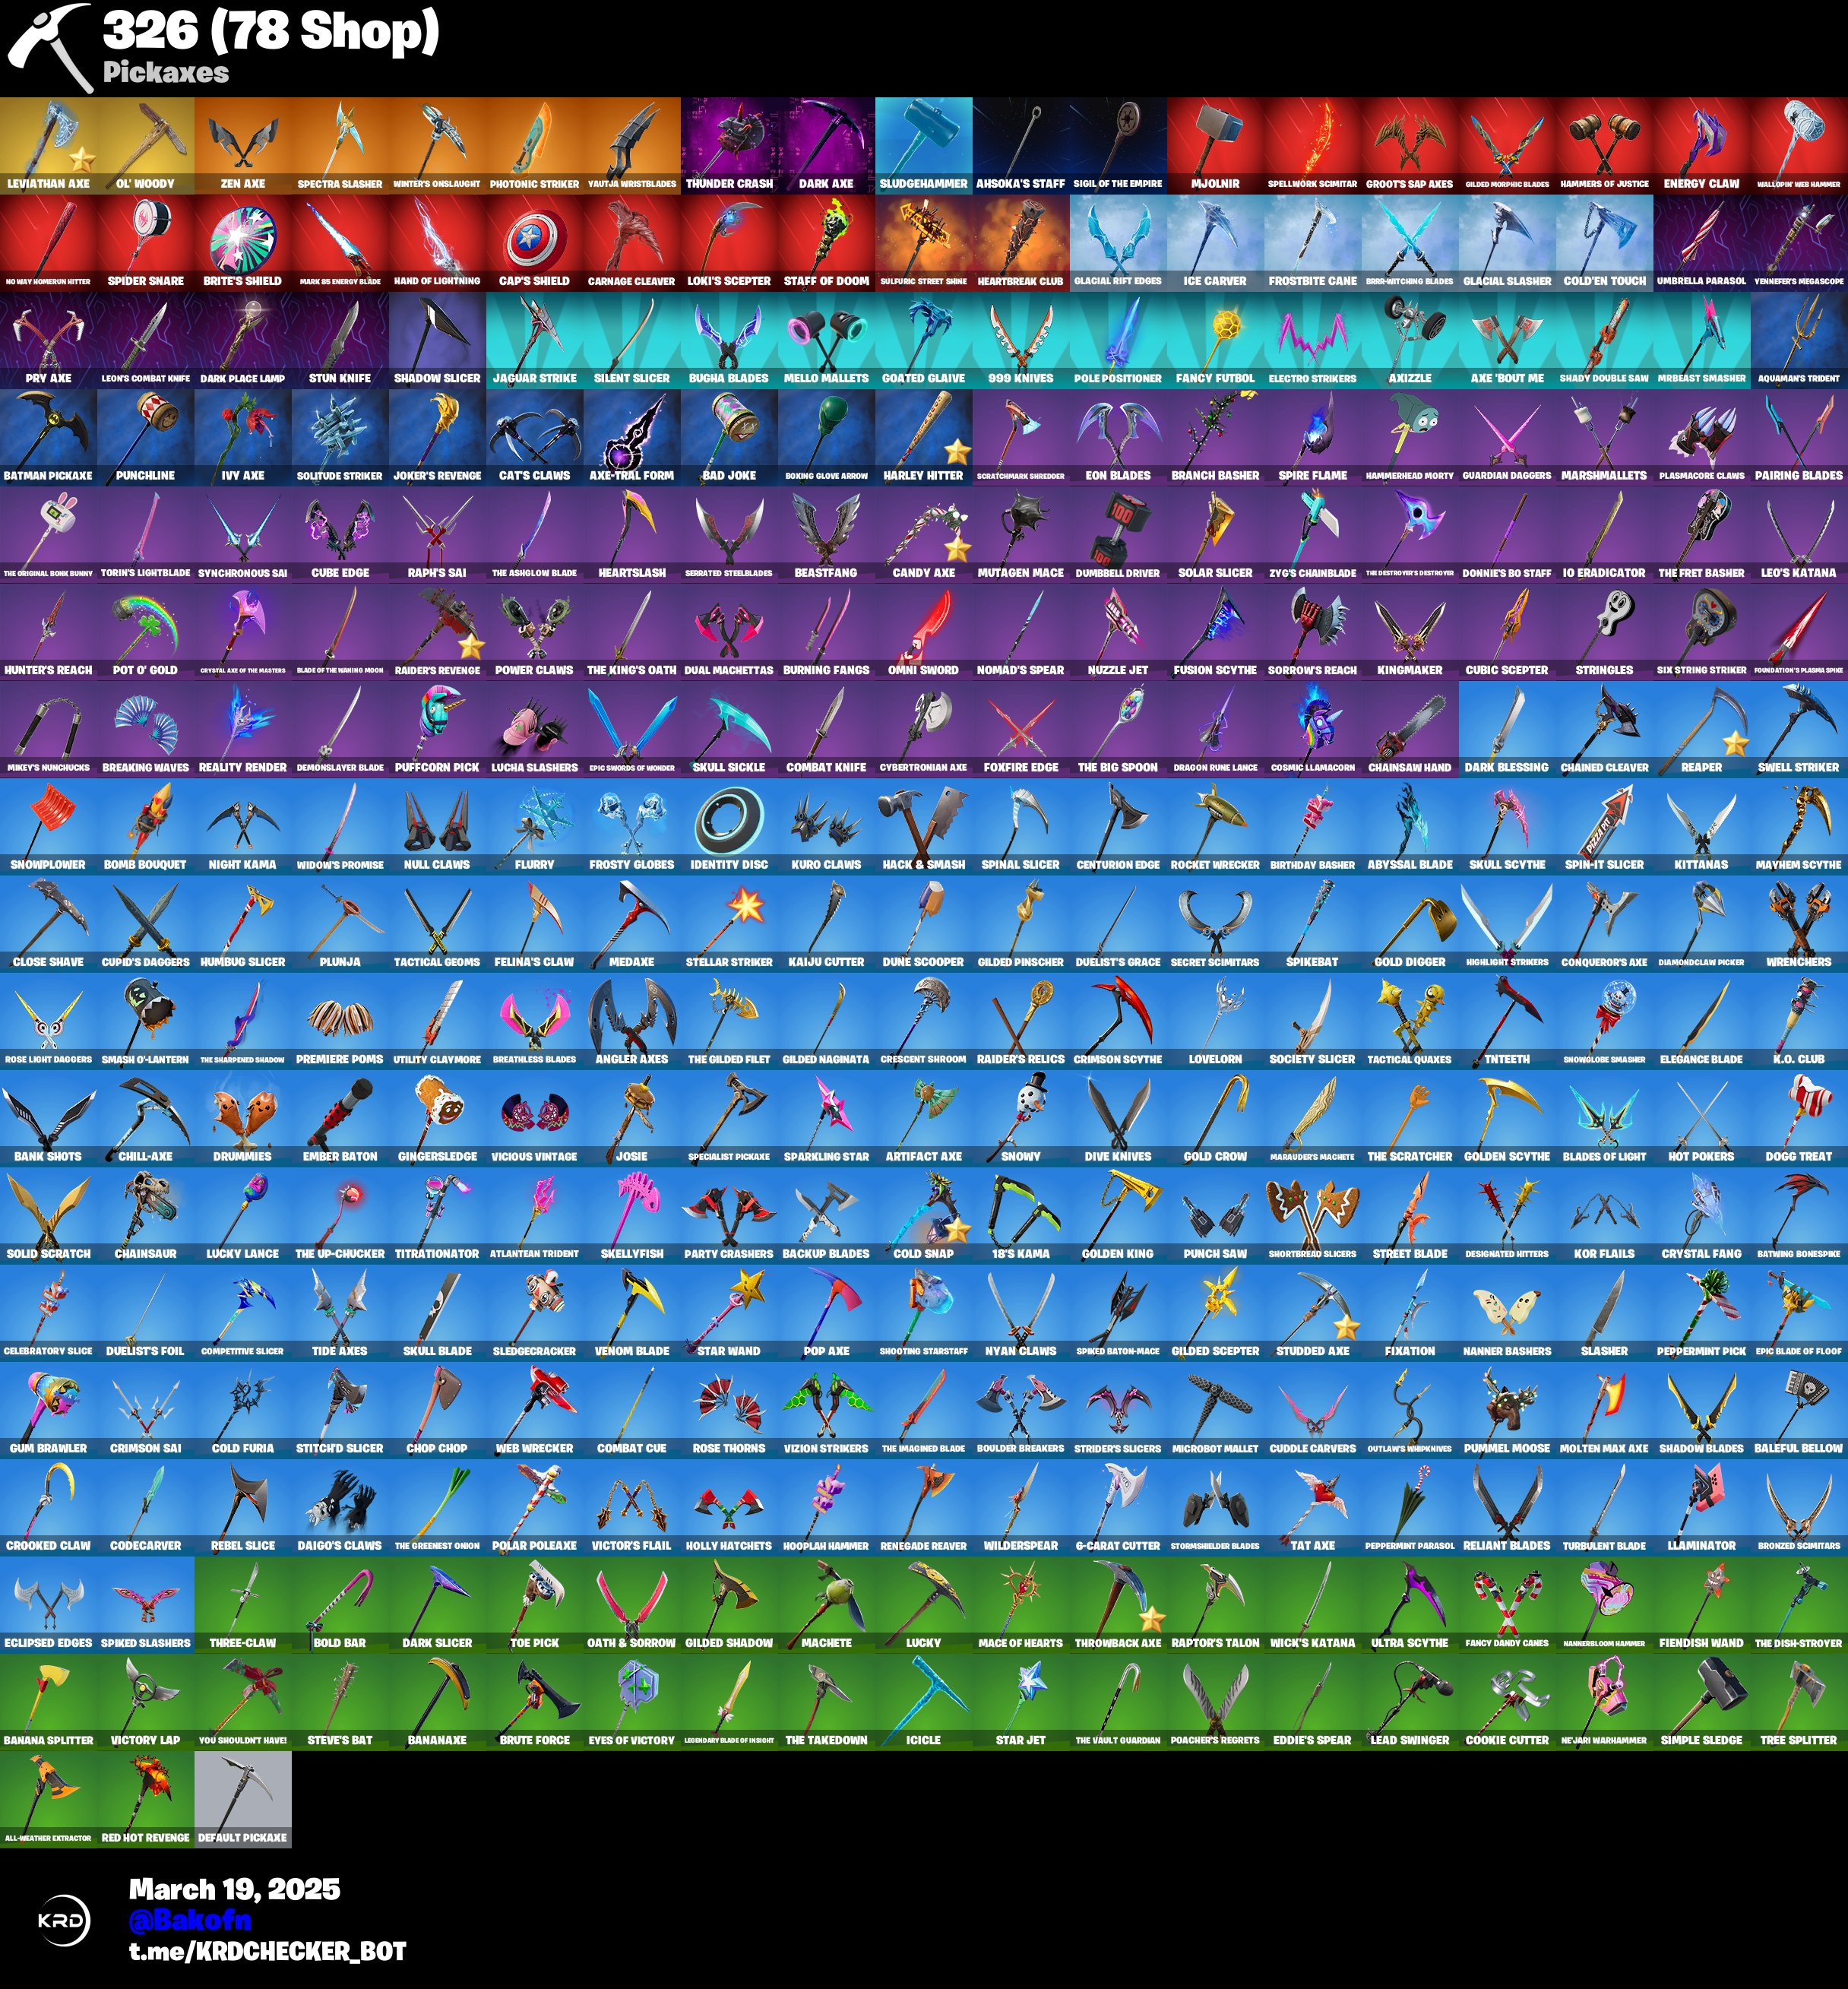 326 (78 Shop)
Pickaxes
LEVIATHAN AXE OL' WOODY ZEN AXE SPECTRA SLASHER WINTER'S ONSLAUGHT PHOTONIC STRIKER YAUTJA WRISTBLADES THUNDER CRASH DARK AXE SLUDGEHAMMER AHSOKA'S STAFF SIGIL OF THE EMPIRE MJOLNIR SPELLWORK SCIMITAR GROOT'S SAP AXES GILDED MORPHIC BLADES HAMMERS OF JUSTICE ENERGY CLAW WALLOPIN' WEB HAMMER
NO WAY HOMERUN HITTER SPIDER SNARE BRITE'S SHIELD MARK 85 ENERGY BLADE HAND OF LIGHTNING CAP'S SHIELD CARNAGE CLEAVER LOKI'S SCEPTER STAFF OF DOOM SULFURIC STREET SHINE HEARTBREAK CLUB GLACIAL RIFT EDGES ICE CARVER FROSTBITE CANE BRRR-WITCHING BLADES GLACIAL SLASHER COLD'EN TOUCH UMBRELLA PARASOL YENNEFER'S MEGASCOPE
PRY AXE LEON'S COMBAT KNIFE DARK PLACE LAMP STUN KNIFE SHADOW SLICER JAGUAR STRIKE SILENT SLICER BUGHA BLADES MELLO MALLETS GOATED GLAIVE 999 KNIVES POLE POSITIONER FANCY FUTBOL ELECTRO STRIKERS AXIZZLE AXE 'BOUT ME SHADY DOUBLE SAW MRBEAST SMASHER AQUAMAN'S TRIDENT
BATMAN PICKAXE PUNCHLINE IVY AXE SOLITUDE STRIKER JOKER'S REVENGE CAT'S CLAWS AXE-TRAL FORM BAD JOKE BOXING GLOVE ARROW HARLEY HITTER SCRATCHMARK SHREDDER EON BLADES BRANCH BASHER SPIRE FLAME HAMMERHEAD MORTY GUARDIAN DAGGERS MARSHMALLETS PLASMACORE CLAWS PAIRING BLADES
THE ORIGINAL BONK BUNNY TORIN'S LIGHTBLADE SYNCHRONOUS SAI CUBE EDGE RAPH'S SAI THE ASHGLOW BLADE HEARTSLASH SERRATED STEELBLADES BEASTFANG CANDY AXE MUTAGEN MACE DUMBBELL DRIVER SOLAR SLICER ZYG'S CHAINBLADE THE DESTROYER'S DESTROYER DONNIE'S BO STAFF IO ERADICATOR THE FRET BASHER LEO'S KATANA
HUNTER'S REACH POT O' GOLD CRYSTAL AXE OF THE MASTERS BLADE OF THE WAKING MOON RAIDER'S REVENGE POWER CLAWS THE KING'S OATH DUAL MACHETTAS BURNING FANGS OMNI SWORD NOMAD'S SPEAR NUZZLE JET FUSION SCYTHE SORROW'S REACH KINGMAKER CUBIC SCEPTER STRINGLES SIX STRING STRIKER FOUNDATION'S PLASMA SPIKE
MIKEY'S NUNCHUCKS BREAKING WAVES REALITY RENDER DEMONSLAYER BLADE PUFFCORN PICK LUCHA SLASHERS EPIC SWORDS OF WONDER SKULL SICKLE COMBAT KNIFE CYBERTRONIAN AXE FOXFIRE EDGE THE BIG SPOON DRAGON RUNE LANCE COSMIC LLAMACORN CHAINSAW HAND DARK BLESSING CHAINED CLEAVER REAPER SWELL STRIKER
SNOWPLOWER BOMB BOUQUET NIGHT KAMA WIDOW'S PROMISE NULL CLAWS FLURRY FROSTY GLOBES IDENTITY DISC KURO CLAWS HACK & SMASH SPINAL SLICER CENTURION EDGE ROCKET WRECKER BIRTHDAY BASHER ABYSSAL BLADE SKULL SCYTHE SPIN-IT SLICER KITTANAS MAYHEM SCYTHE
CLOSE SHAVE CUPID'S DAGGERS HUMBUG SLICER PLUNJA TACTICAL GEOMS FELINA'S CLAW MEDAXE STELLAR STRIKER KAIJU CUTTER DUNE SCOOPER GILDED PINSCHER DUELIST'S GRACE SECRET SCIMITARS SPIKEBAT GOLD DIGGER HIGHLIGHT STRIKERS CONQUEROR'S AXE DIAMONDCLAW PICKER WRENCHERS
ROSE LIGHT DAGGERS SMASH O'-LANTERN THE SHARPENED SHADOW PREMIERE POMS UTILITY CLAYMORE BREATHLESS BLADES ANGLER AXES THE GILDED FILET GILDED NAGINATA CRESCENT SHROOM RAIDER'S RELICS CRIMSON SCYTHE LOVELORN SOCIETY SLICER TACTICAL QUAXES TNTEETH SNOWGLOBE SMASHER ELEGANCE BLADE K.O. CLUB
BANK SHOTS CHILL-AXE DRUMMIES EMBER BATON GINGERSLEDGE VICIOUS VINTAGE JOSIE SPECIALIST PICKAXE SPARKLING STAR ARTIFACT AXE SNOWY DIVE KNIVES GOLD CROW MARAUDER'S MACHETE THE SCRATCHER GOLDEN SCYTHE BLADES OF LIGHT HOT POKERS DOGG TREAT
SOLID SCRATCH CHAINSAUR LUCKY LANCE THE UP-CHUCKER TITRATIONATOR ATLANTEAN TRIDENT SKELLYFISH PARTY CRASHERS BACKUP BLADES COLD SNAP 18'S KAMA GOLDEN KING PUNCH SAW SHORTBREAD SLICERS STREET BLADE DESIGNATED HITTERS KOR FLAILS CRYSTAL FANG BATWING BONESPIKE
CELEBRATORY SLICE DUELIST'S FOIL COMPETITIVE SLICER TIDE AXES SKULL BLADE SLEDGECRACKER VENOM BLADE STAR WAND POP AXE SHOOTING STARSTAFF NYAN CLAWS SPIKED BATON-MACE GILDED SCEPTER STUDDED AXE FIXATION NANNER BASHERS SLASHER PEPPERMINT PICK EPIC BLADE OF FLOOF
GUM BRAWLER CRIMSON SAI COLD FURIA STITCH'D SLICER CHOP CHOP WEB WRECKER COMBAT CUE ROSE THORNS VIZION STRIKERS THE IMAGINED BLADE BOULDER BREAKERS STRIDER'S SLICERS MICROBOT MALLET CUDDLE CARVERS OUTLAW'S WHIPKNIVES PUMMEL MOOSE MOLTEN MAX AXE SHADOW BLADES BALEFUL BELLOW
CROOKED CLAW CODECARVER REBEL SLICE DAIGO'S CLAWS THE GREENEST ONION POLAR POLEAXE VICTOR'S FLAIL HOLLY HATCHETS HOOPLAH HAMMER RENEGADE REAVER WILDERSPEAR 6-CARAT CUTTER STORMSHIELDER BLADES TAT AXE PEPPERMINT PARASOL RELIANT BLADES TURBULENT BLADE LLAMINATOR BRONZED SCIMITARS
ECLIPSED EDGES SPIKED SLASHERS THREE-CLAW BOLD BAR DARK SLICER TOE PICK OATH & SORROW GILDED SHADOW MACHETE LUCKY MACE OF HEARTS THROWBACK AXE RAPTOR'S TALON WICK'S KATANA ULTRA SCYTHE FANCY DANDY CANES NANNERBLOOM HAMMER FIENDISH WAND THE DISH-STROYER
BANANA SPLITTER VICTORY LAP YOU SHOULDN'T HAVE! STEVE'S BAT BANANAXE BRUTE FORCE EYES OF VICTORY LEGENDARY BLADE OF INSIGHT THE TAKEDOWN ICICLE STAR JET THE VAULT GUARDIAN POACHER'S REGRETS EDDIE'S SPEAR LEAD SWINGER COOKIE CUTTER NE'JARI WARHAMMER SIMPLE SLEDGE TREE SPLITTER
ALL-WEATHER EXTRACTOR RED HOT REVENGE DEFAULT PICKAXE
March 19, 2025
KRD
@Bakofn
t.me/KRDCHECKER_BOT